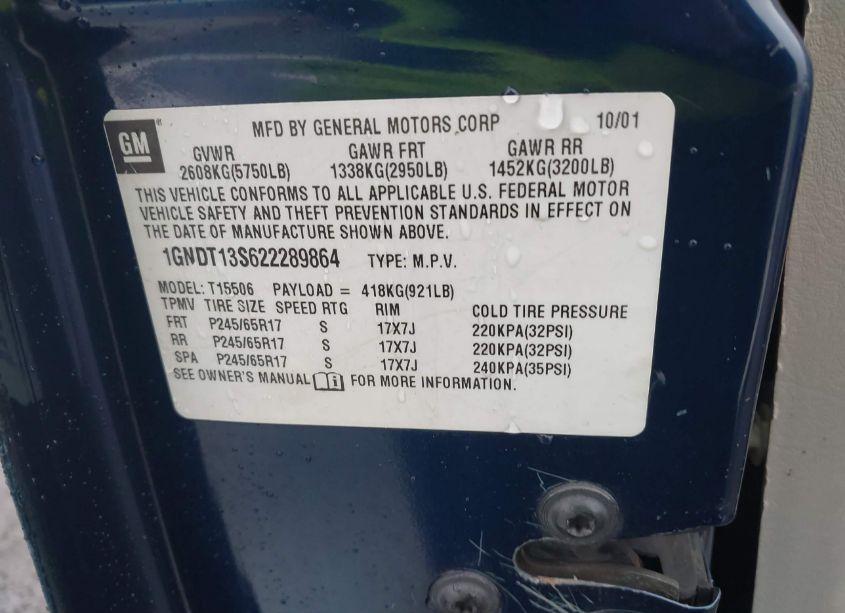 GM
MFD BY GENERAL MOTORS CORP 10/01
GVWR GAWR FRT GAWR RR
2608KG(5750LB) 1338KG(2950LB) 1452KG(3200LB)
THIS VEHICLE CONFORMS TO ALL APPLICABLE U.S. FEDERAL MOTOR
VEHICLE SAFETY AND THEFT PREVENTION STANDARDS IN EFFECT ON
THE DATE OF MANUFACTURE SHOWN ABOVE.
1GNDT13S622289864 TYPE: M.P.V.
MODEL: T15506 PAYLOAD = 418KG(921LB)
TPMV TIRE SIZE SPEED RTG RIM COLD TIRE PRESSURE
FRT P245/65R17 S 17X7J 220KPA(32PSI)
RR P245/65R17 S 17X7J 220KPA(32PSI)
SPA P245/65R17 S 17X7J 240KPA(35PSI)
SEE OWNER'S MANUAL FOR MORE INFORMATION.